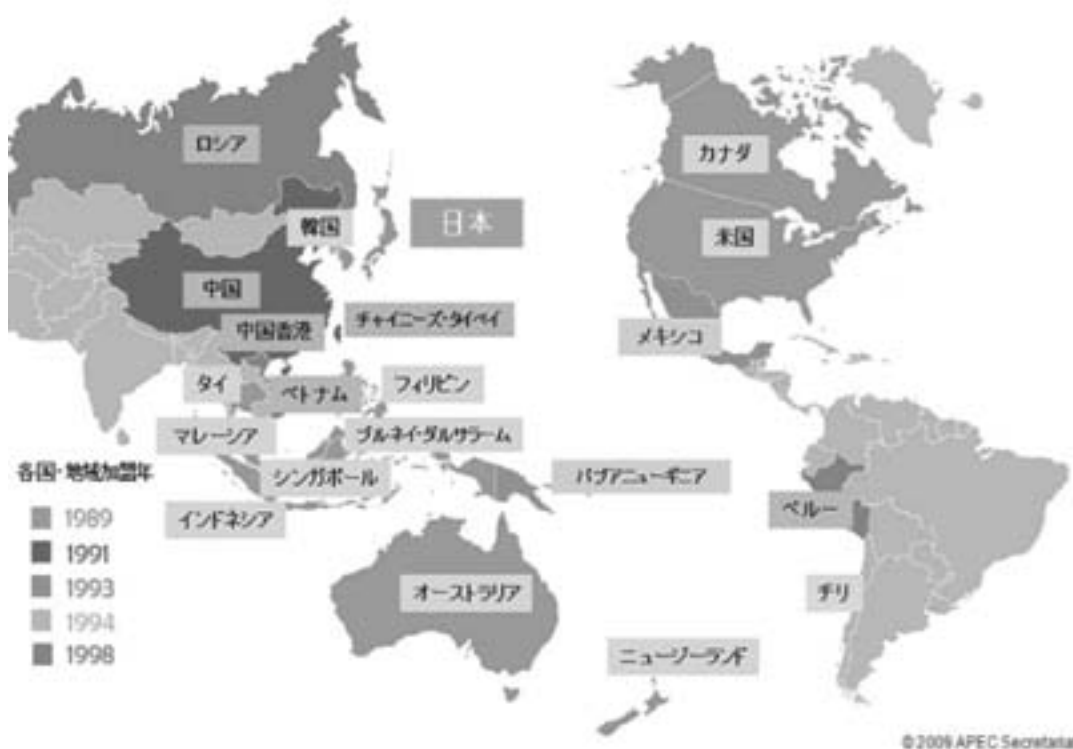 ロシア
カナダ
韓国
日本
米国
中国
中国香港
チャイニーズ・タイペイ
メキシコ
タイ
ベトナム
フィリピン
マレーシア
ブルネイ・ダルサラーム
シンガポール
パプアニューギニア
インドネシア
ペルー
オーストラリア
チリ
ニュージーランド
各国・地域加盟年
1989
1991
1993
1994
1998
© 2009 APEC Secretariat